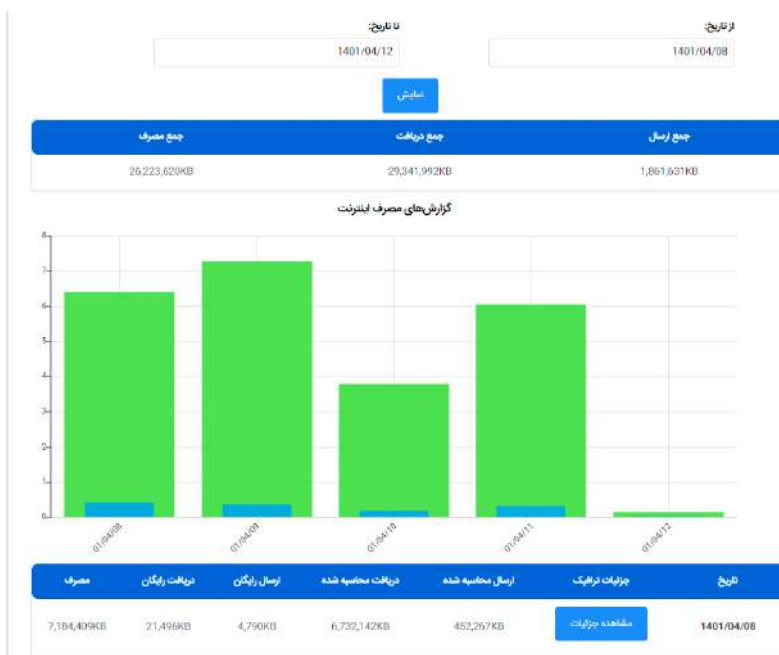 از تاریخ: تا تاریخ:
1401/04/08 1401/04/12
نمایش
جمع ارسال جمع دریافت جمع مصرف
1,861,631KB 29,341,992KB 26,223,620KB
گزارش‌های مصرف اینترنت
8
7
6
5
4
3
2
1
0
01/04/08 01/04/09 01/04/10 01/04/11 01/04/12
تاریخ جزئیات ترافیک ارسال محاسبه شده دریافت محاسبه شده ارسال رایگان دریافت رایگان مصرف
1401/04/08 مشاهده جزئیات 452,267KB 6,732,142KB 4,790KB 21,496KB 7,184,409KB